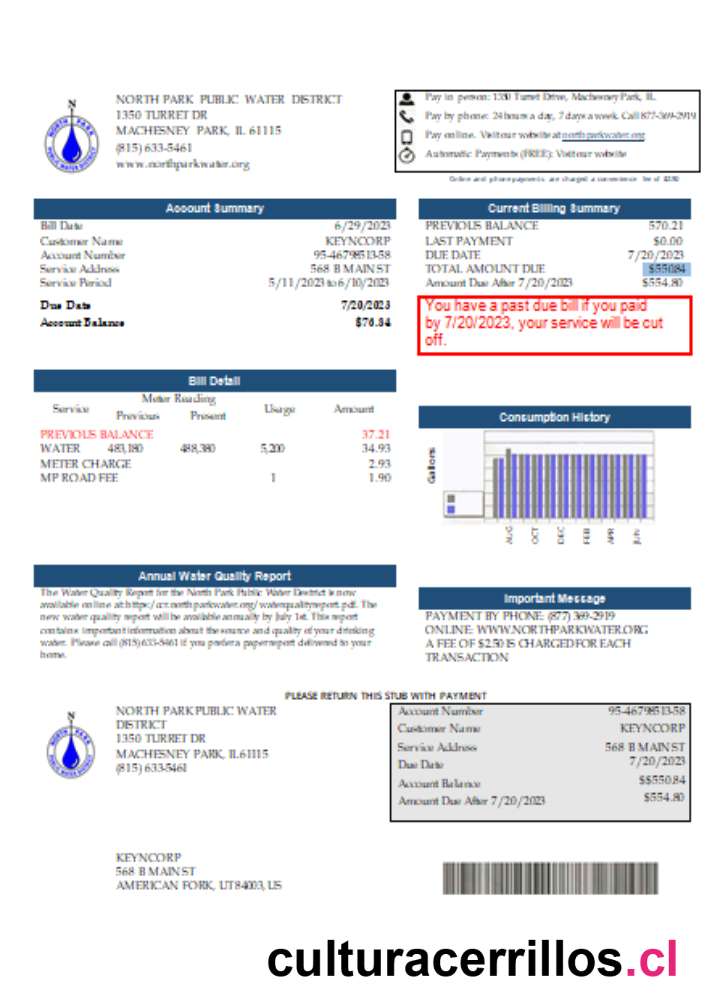 NORTH PARK PUBLIC WATER DISTRICT
1350 TURRET DR
MACHESNEY PARK, IL 61115
(815) 633-5461
www.northparkwater.org
N
NORTH PARK
PUBLIC WATER DISTRICT
Pay in person: 1350 Turret Drive, Machesney Park, IL.
Pay by phone: 24 hours a day, 7 days a week. Call 877-369-2919
Pay online. Visit our website at northparkwater.org
Automatic Payments (FREE): Visit our website
Online and phone payments are charged a convenience fee of $2.50
Account Summary
Bill Date 6/29/2023
Customer Name KEYNCORP
Account Number 95-46798513-58
Service Address 568 B MAIN ST
Service Period 5/11/2023 to 6/10/2023
Due Date 7/20/2023
Account Balance $76.84
Current Billing Summary
PREVIOUS BALANCE 570.21
LAST PAYMENT $0.00
DUE DATE 7/20/2023
TOTAL AMOUNT DUE $550.84
Amount Due After 7/20/2023 $554.80
You have a past due bill if you paid
by 7/20/2023, your service will be cut
off.
Bill Detail
Meter Reading
Service Previous Present Usage Amount
PREVIOUS BALANCE 37.21
WATER 483,180 488,380 5,200 34.93
METER CHARGE 2.93
MP ROAD FEE 1 1.90
Consumption History
Gallons
AUG OCT DEC FEB APR JUN
Annual Water Quality Report
The Water Quality Report for the North Park Public Water District is now
available online at: https:/ccr.northparkwater.org/waterqualityreport.pdf. The
new water quality report will be available annually by July 1st. This report
contains important information about the source and quality of your drinking
water. Please call (815) 633-5461 if you prefer a paper report delivered to your
home.
Important Message
PAYMENT BY PHONE: (877) 369-2919
ONLINE: WWW.NORTHPARKWATER.ORG
A FEE OF $2.50 IS CHARGED FOR EACH
TRANSACTION
PLEASE RETURN THIS STUB WITH PAYMENT
N
NORTH PARK
PUBLIC WATER DISTRICT
NORTH PARK PUBLIC WATER
DISTRICT
1350 TURRET DR
MACHESNEY PARK, IL 61115
(815) 633-5461
Account Number 95-46798513-58
Customer Name KEYNCORP
Service Address 568 B MAIN ST
Due Date 7/20/2023
Account Balance $$550.84
Amount Due After 7/20/2023 $554.80
KEYNCORP
568 B MAIN ST
AMERICAN FORK, UT 84003, US
culturacerrillos.cl